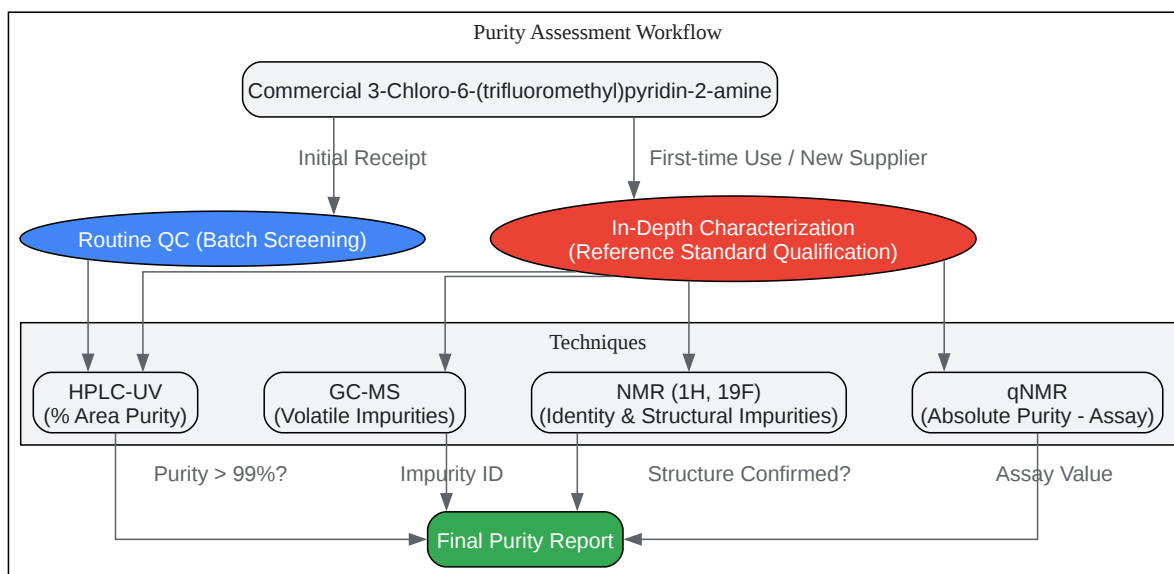 Purity Assessment Workflow
Commercial 3-Chloro-6-(trifluoromethyl)pyridin-2-amine
Initial Receipt
First-time Use / New Supplier
Routine QC (Batch Screening)
In-Depth Characterization
(Reference Standard Qualification)
Techniques
HPLC-UV
(% Area Purity)
GC-MS
(Volatile Impurities)
NMR (1H, 19F)
(Identity & Structural Impurities)
qNMR
(Absolute Purity - Assay)
Purity > 99%?
Impurity ID
Structure Confirmed?
Assay Value
Final Purity Report